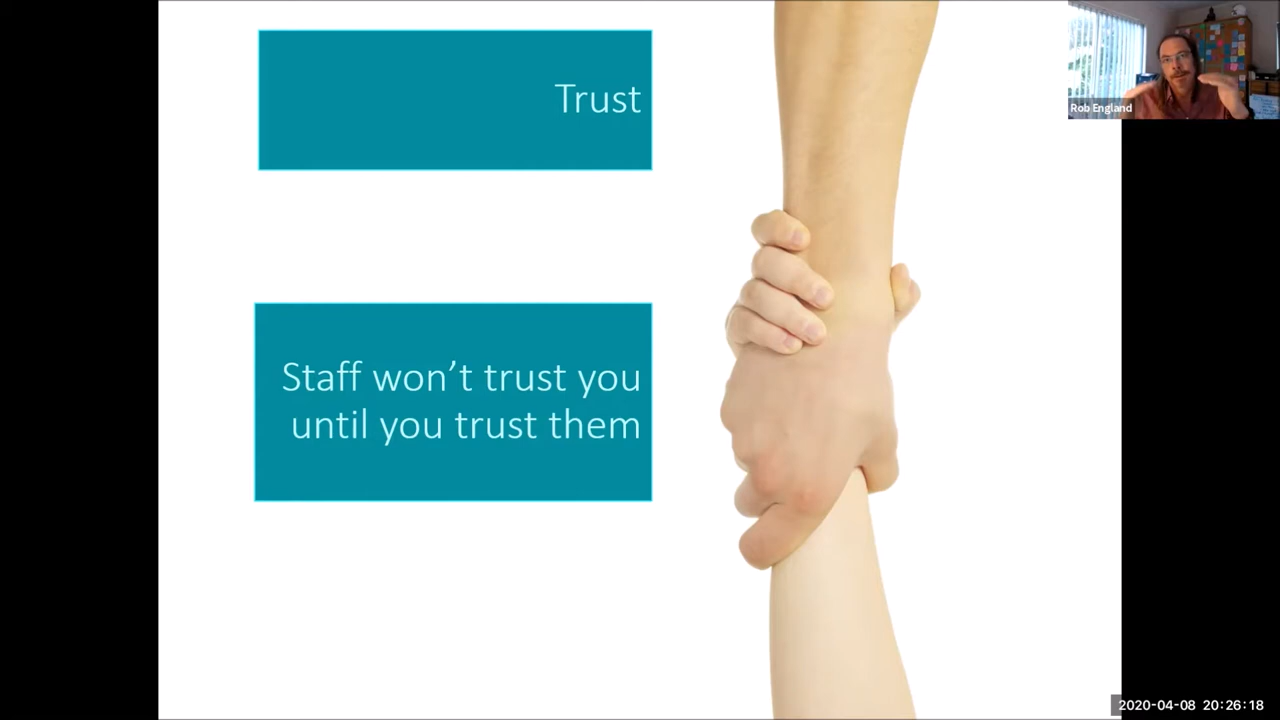 Trust
Rob England
Staff won’t trust you
until you trust them
2020-04-08 20:26:18